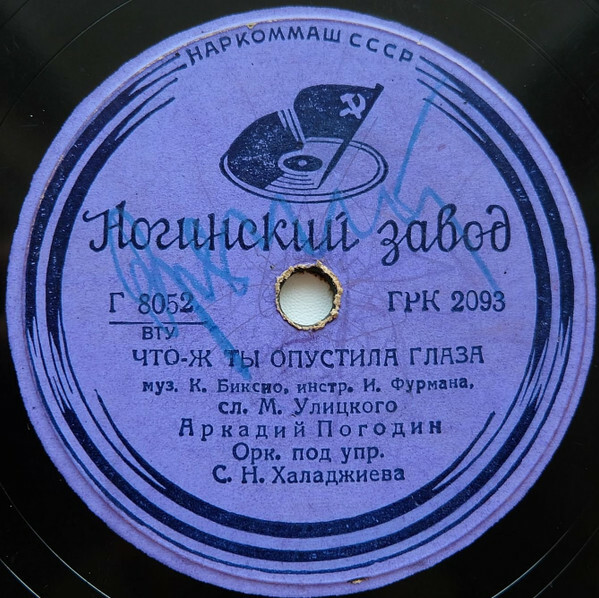 НАРКОММАШ СССР
Ногинский завод
Г 8052 ГРК 2093
ВТУ
ЧТО-Ж ТЫ ОПУСТИЛА ГЛАЗА
муз. К. Биксио, инстр. И. Фурмана,
сл. М. Улицкого
Аркадий Погодин
Орк. под упр.
С. Н. Халаджиева